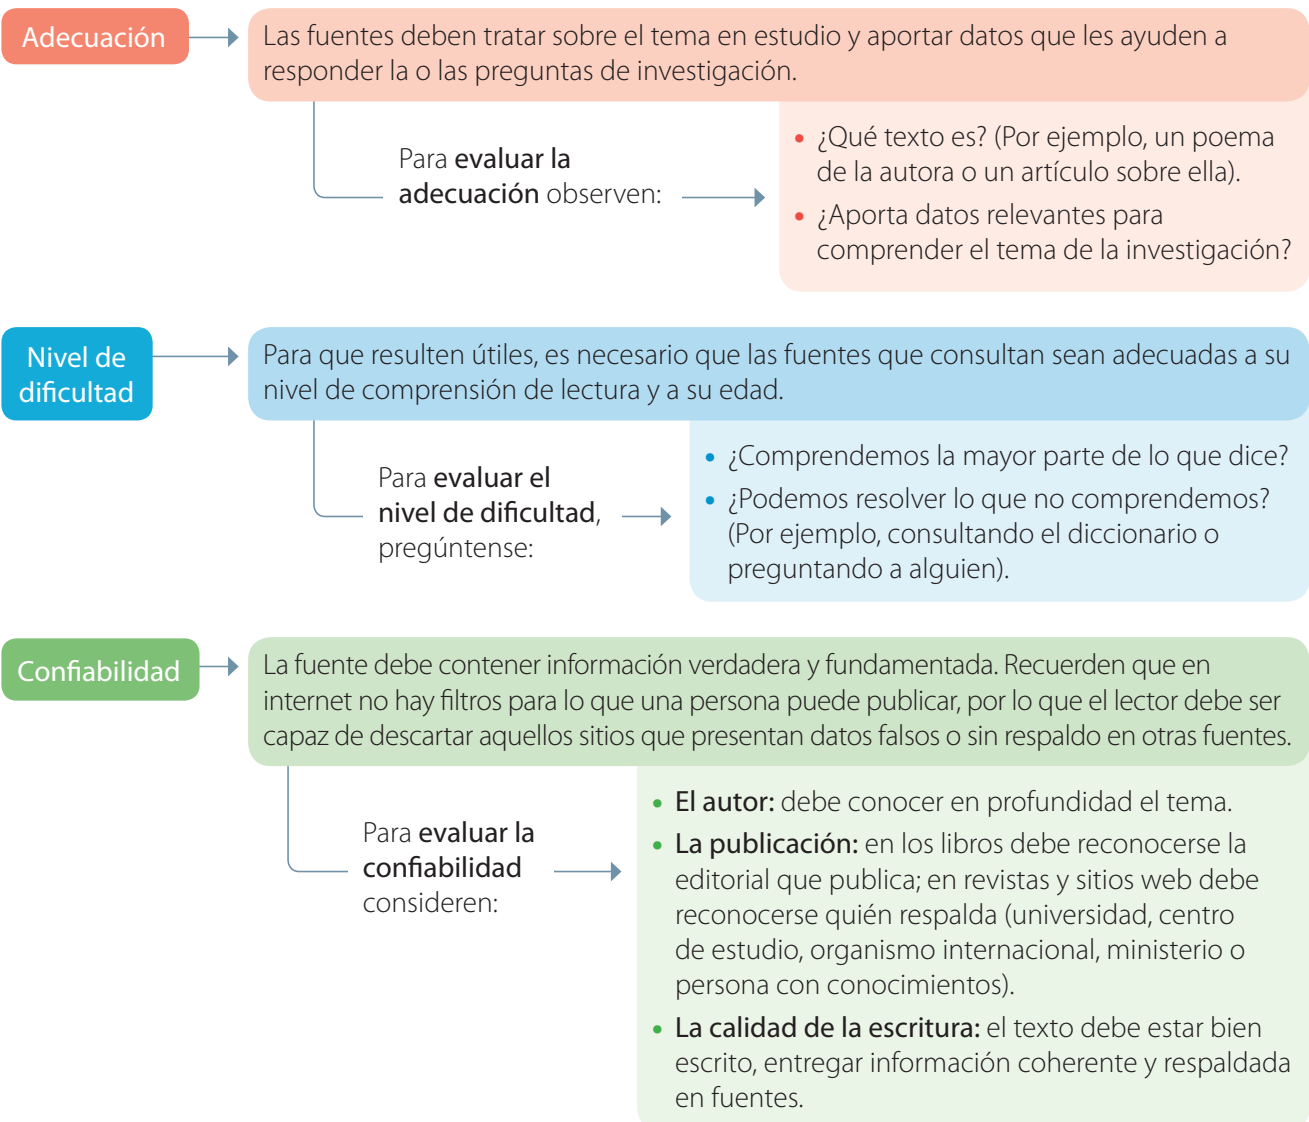 Adecuación
Las fuentes deben tratar sobre el tema en estudio y aportar datos que les ayuden a
responder la o las preguntas de investigación.
Para evaluar la
adecuación observen:
• ¿Qué texto es? (Por ejemplo, un poema
de la autora o un artículo sobre ella).
• ¿Aporta datos relevantes para
comprender el tema de la investigación?
Nivel de
dificultad
Para que resulten útiles, es necesario que las fuentes que consultan sean adecuadas a su
nivel de comprensión de lectura y a su edad.
Para evaluar el
nivel de dificultad,
pregúntense:
• ¿Comprendemos la mayor parte de lo que dice?
• ¿Podemos resolver lo que no comprendemos?
(Por ejemplo, consultando el diccionario o
preguntando a alguien).
Confiabilidad
La fuente debe contener información verdadera y fundamentada. Recuerden que en
internet no hay filtros para lo que una persona puede publicar, por lo que el lector debe ser
capaz de descartar aquellos sitios que presentan datos falsos o sin respaldo en otras fuentes.
Para evaluar la
confiabilidad
consideren:
• El autor: debe conocer en profundidad el tema.
• La publicación: en los libros debe reconocerse la
editorial que publica; en revistas y sitios web debe
reconocerse quién respalda (universidad, centro
de estudio, organismo internacional, ministerio o
persona con conocimientos).
• La calidad de la escritura: el texto debe estar bien
escrito, entregar información coherente y respaldada
en fuentes.